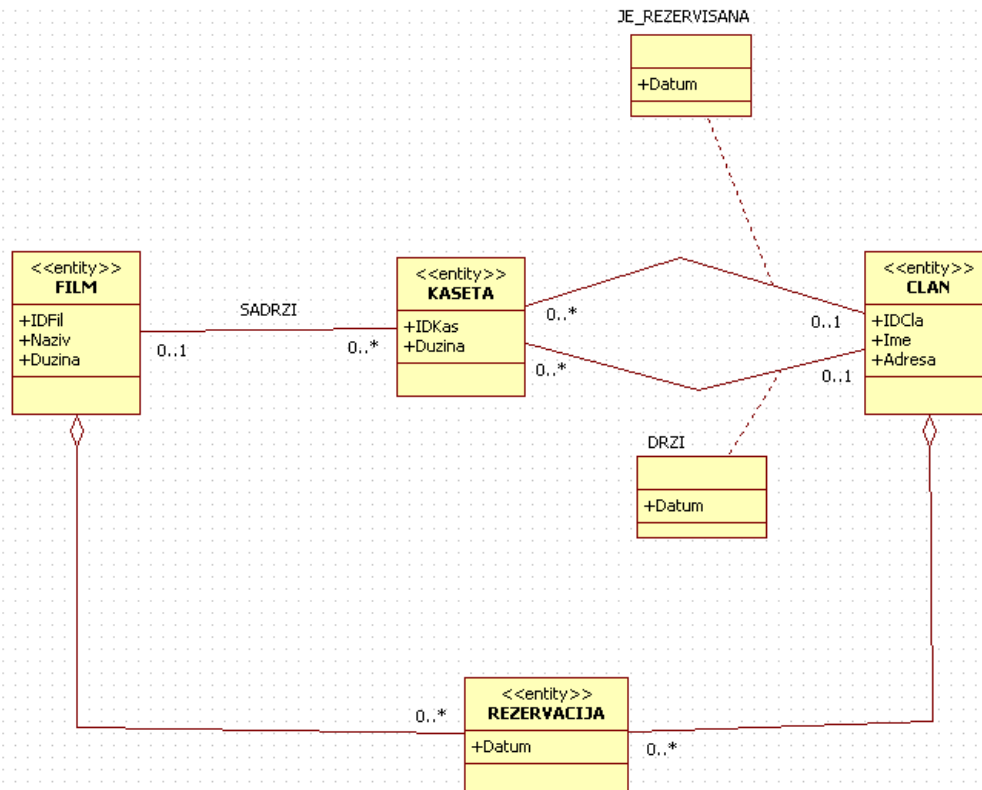 JE_REZERVISANA
+Datum
<<entity>>
FILM
+IDFil
+Naziv
+Duzina
SADRZI
0..1
0..*
<<entity>>
KASETA
+IDKas
+Duzina
0..*
0..1
0..*
0..1
<<entity>>
CLAN
+IDCla
+Ime
+Adresa
DRZI
+Datum
<<entity>>
REZERVACIJA
+Datum
0..*
0..*